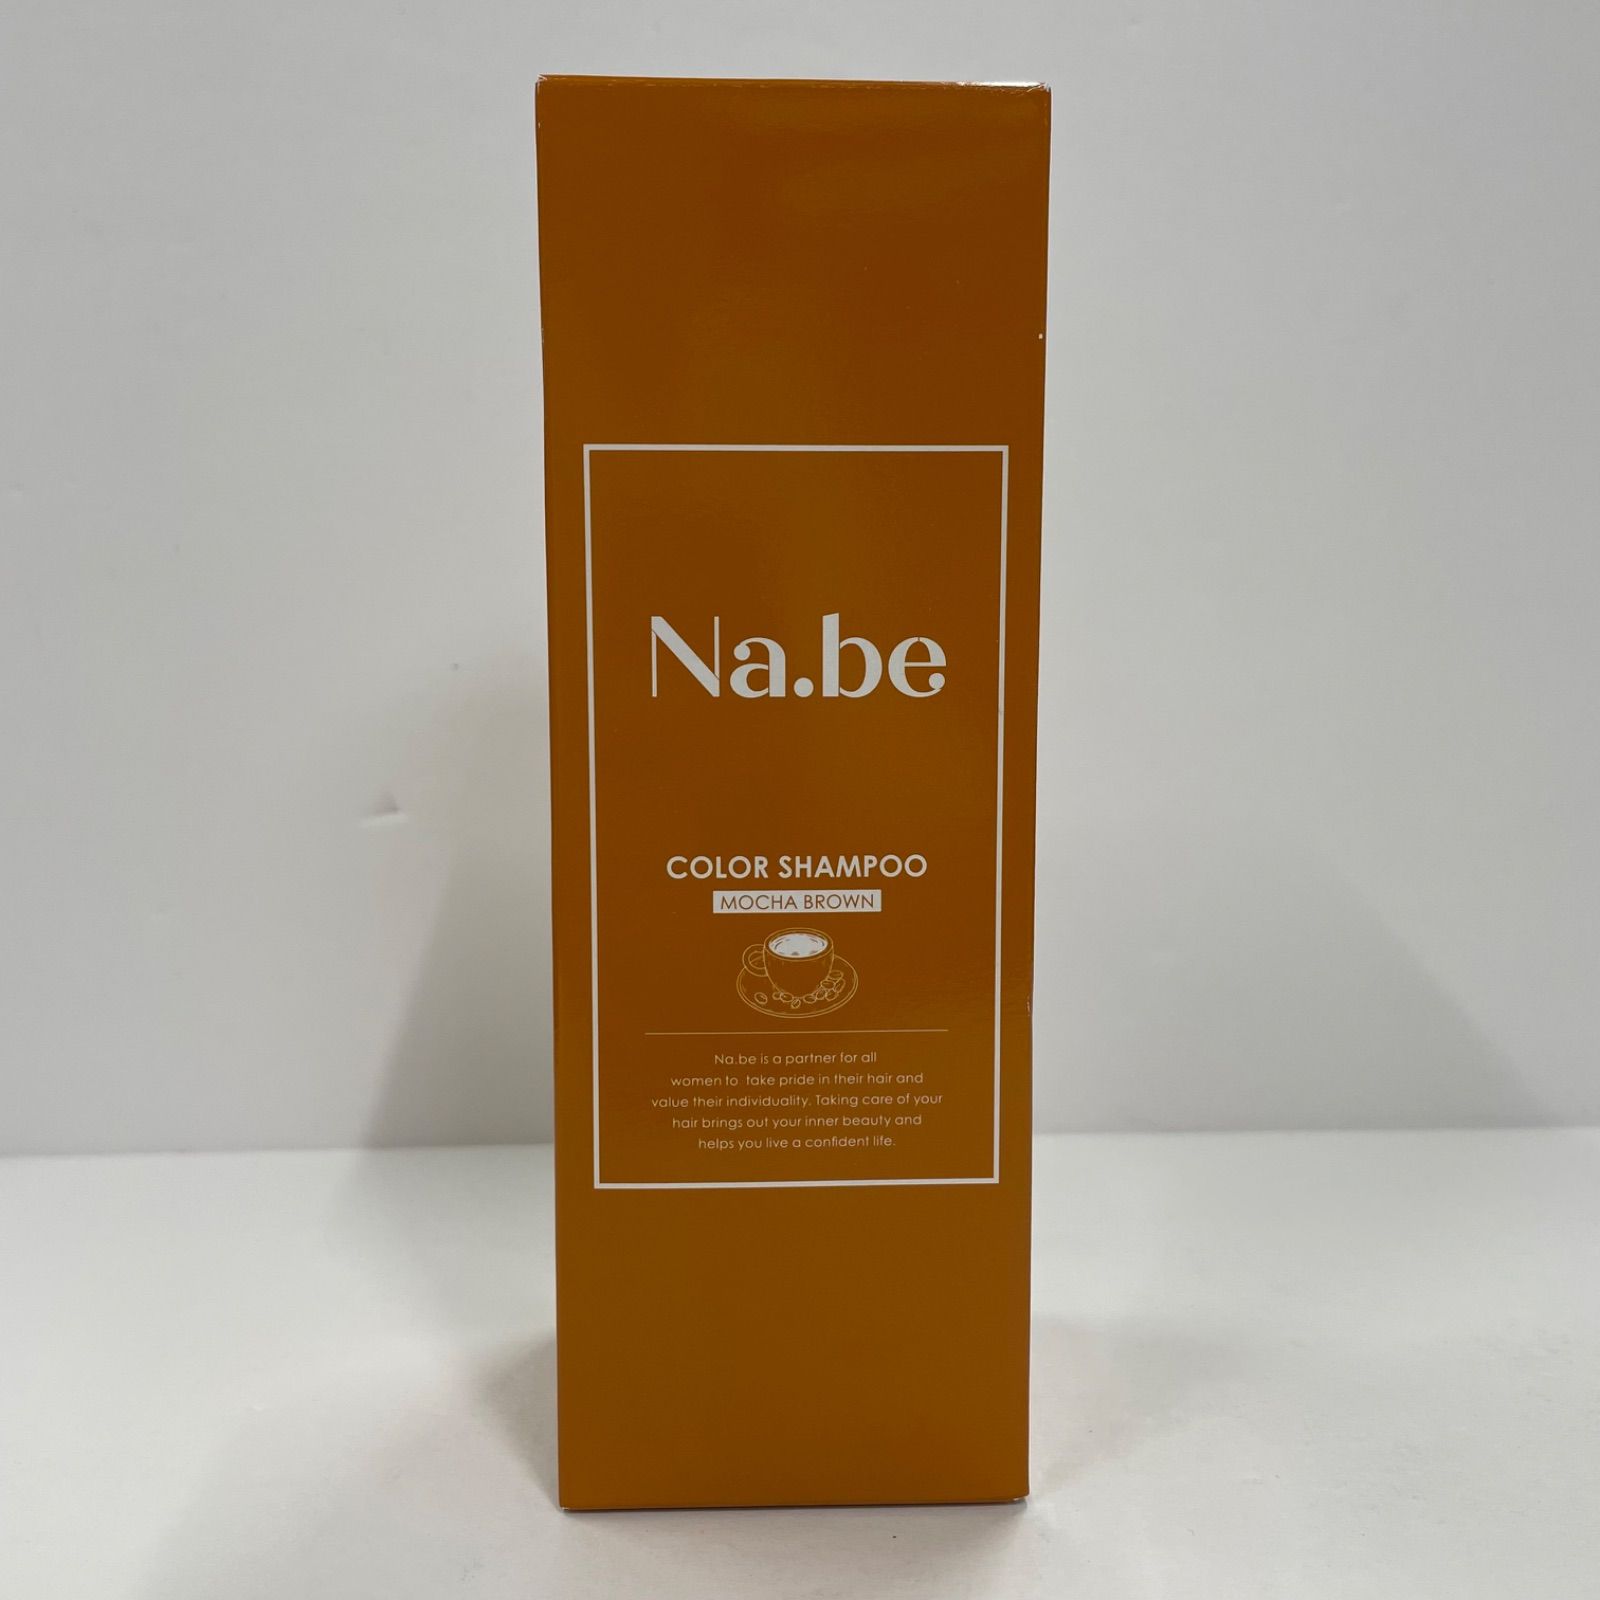 Na.be
COLOR SHAMPOO
MOCHA BROWN
Na.be is a partner for all
women to take pride in their hair and
value their individuality. Taking care of your
hair brings out your inner beauty and
helps you live a confident life.